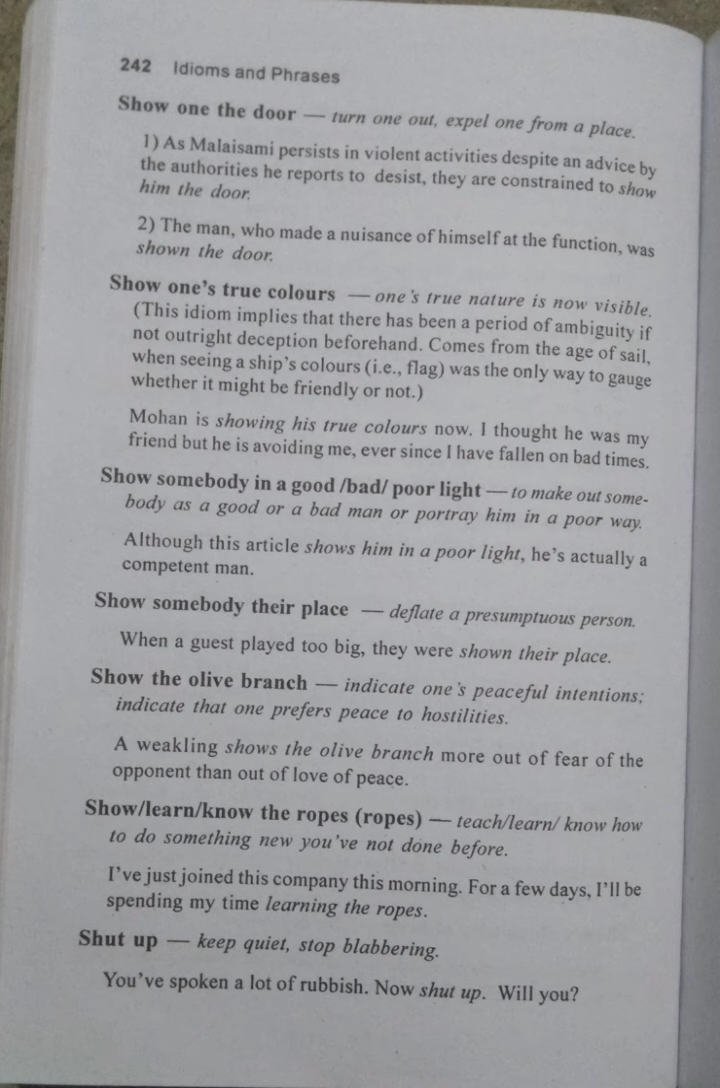 242 Idioms and Phrases
Show one the door — turn one out, expel one from a place.
1) As Malaisami persists in violent activities despite an advice by
the authorities he reports to desist, they are constrained to show
him the door.
2) The man, who made a nuisance of himself at the function, was
shown the door.
Show one's true colours — one's true nature is now visible.
(This idiom implies that there has been a period of ambiguity if
not outright deception beforehand. Comes from the age of sail,
when seeing a ship's colours (i.e., flag) was the only way to gauge
whether it might be friendly or not.)
Mohan is showing his true colours now. I thought he was my
friend but he is avoiding me, ever since I have fallen on bad times.
Show somebody in a good /bad/ poor light — to make out some-
body as a good or a bad man or portray him in a poor way.
Although this article shows him in a poor light, he's actually a
competent man.
Show somebody their place — deflate a presumptuous person.
When a guest played too big, they were shown their place.
Show the olive branch — indicate one's peaceful intentions;
indicate that one prefers peace to hostilities.
A weakling shows the olive branch more out of fear of the
opponent than out of love of peace.
Show/learn/know the ropes (ropes) — teach/learn/ know how
to do something new you've not done before.
I've just joined this company this morning. For a few days, I'll be
spending my time learning the ropes.
Shut up — keep quiet, stop blabbering.
You've spoken a lot of rubbish. Now shut up. Will you?